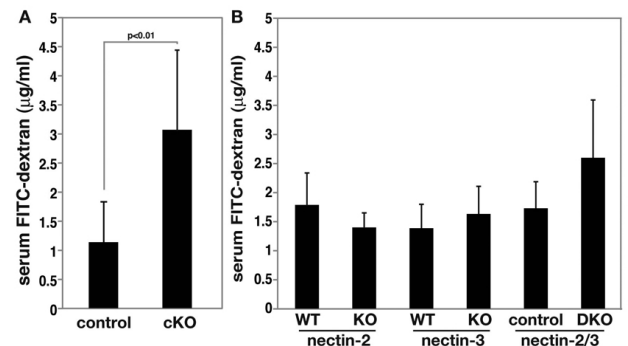 A
serum FITC-dextran (μg/ml)
5
4.5
4
3.5
3
2.5
2
1.5
1
0.5
0
p<0.01
control cKO
B
serum FITC-dextran (μg/ml)
5
4.5
4
3.5
3
2.5
2
1.5
1
0.5
0
WT KO WT KO control DKO
nectin-2 nectin-3 nectin-2/3